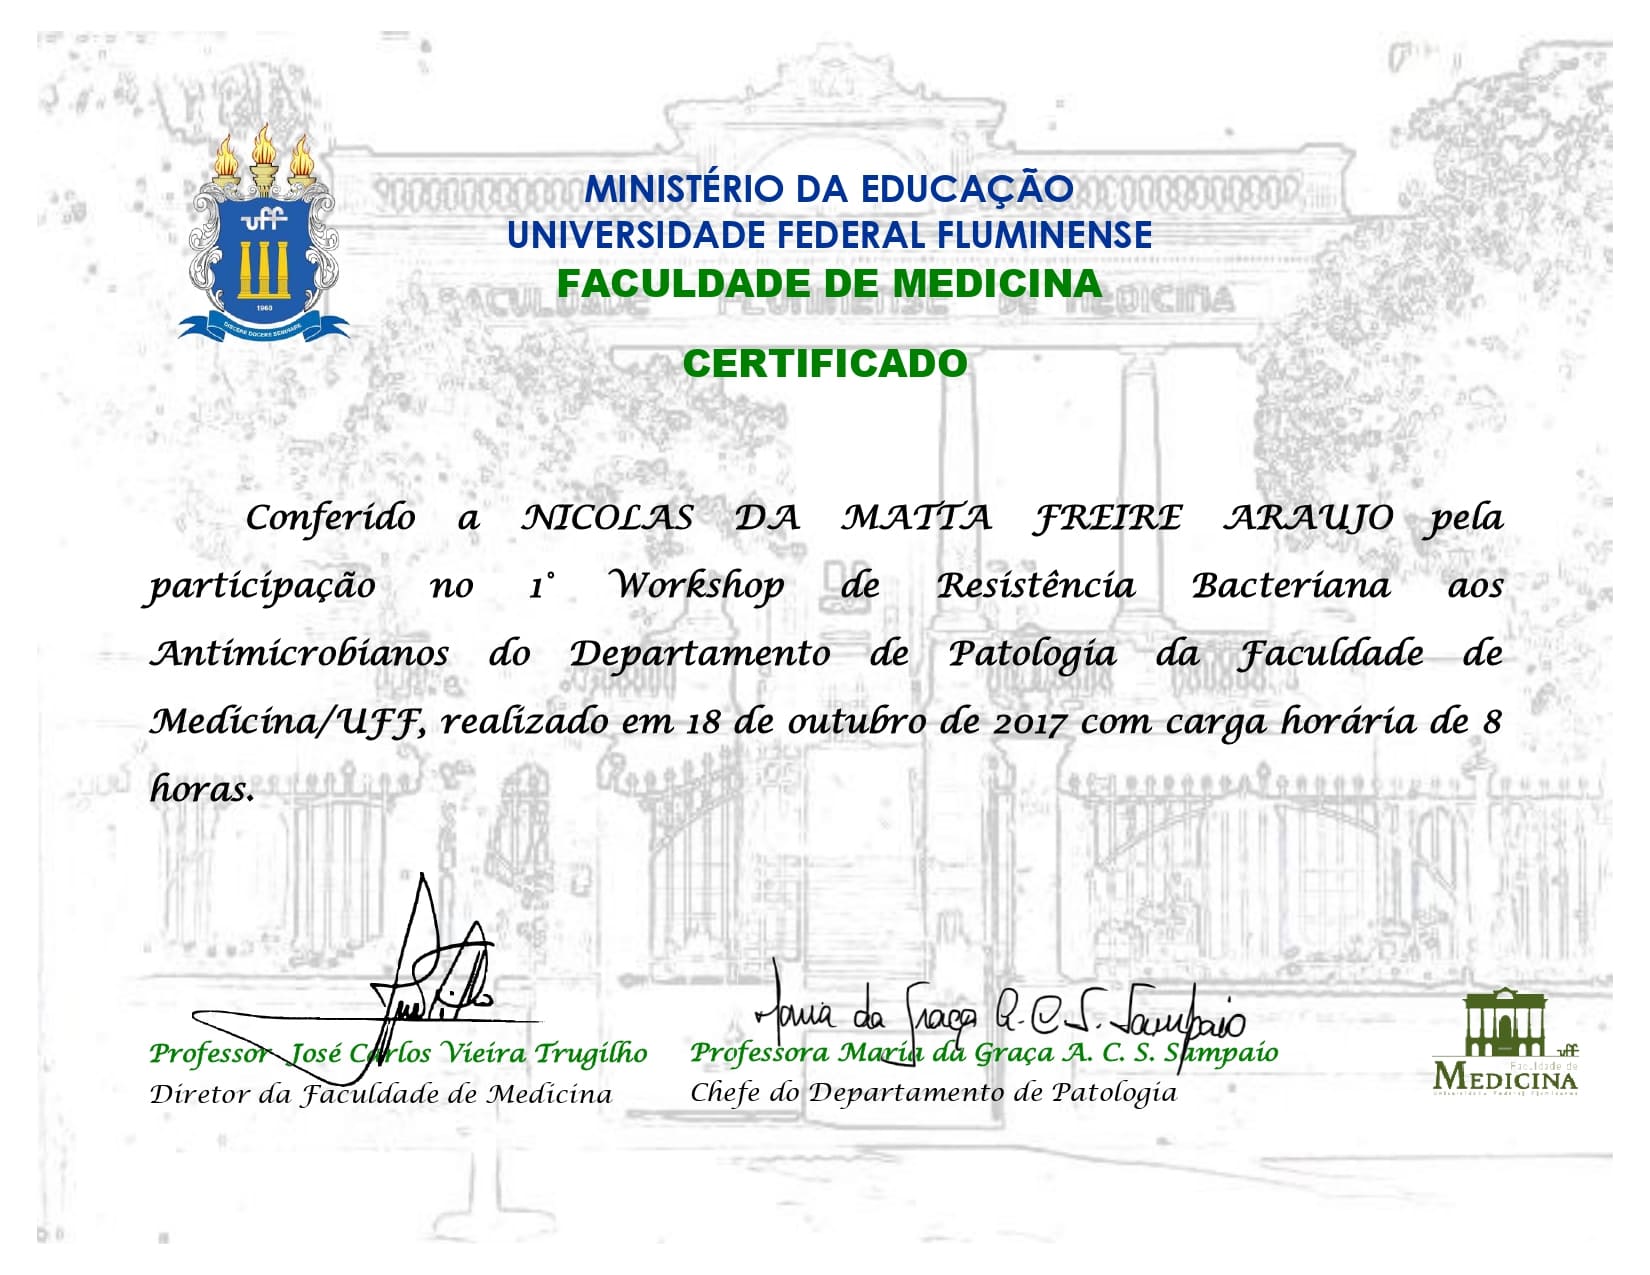 MINISTÉRIO DA EDUCAÇÃO
UNIVERSIDADE FEDERAL FLUMINENSE
FACULDADE DE MEDICINA
FACULDADE FLUMINENSE DE MEDICINA
CERTIFICADO
uff
1960
DISCERE DOCERE SEMINARE
Conferido a NICOLAS DA MATTA FREIRE ARAUJO pela
participação no 1° Workshop de Resistência Bacteriana aos
Antimicrobianos do Departamento de Patologia da Faculdade de
Medicina/UFF, realizado em 18 de outubro de 2017 com carga horária de 8
horas.
Maria da Graça A. C. S. Sampaio
Professor José Carlos Vieira Trugilho
Diretor da Faculdade de Medicina
Professora Maria da Graça A. C. S. Sampaio
Chefe do Departamento de Patologia
uff
Faculdade de
MEDICINA
Universidade Federal Fluminense